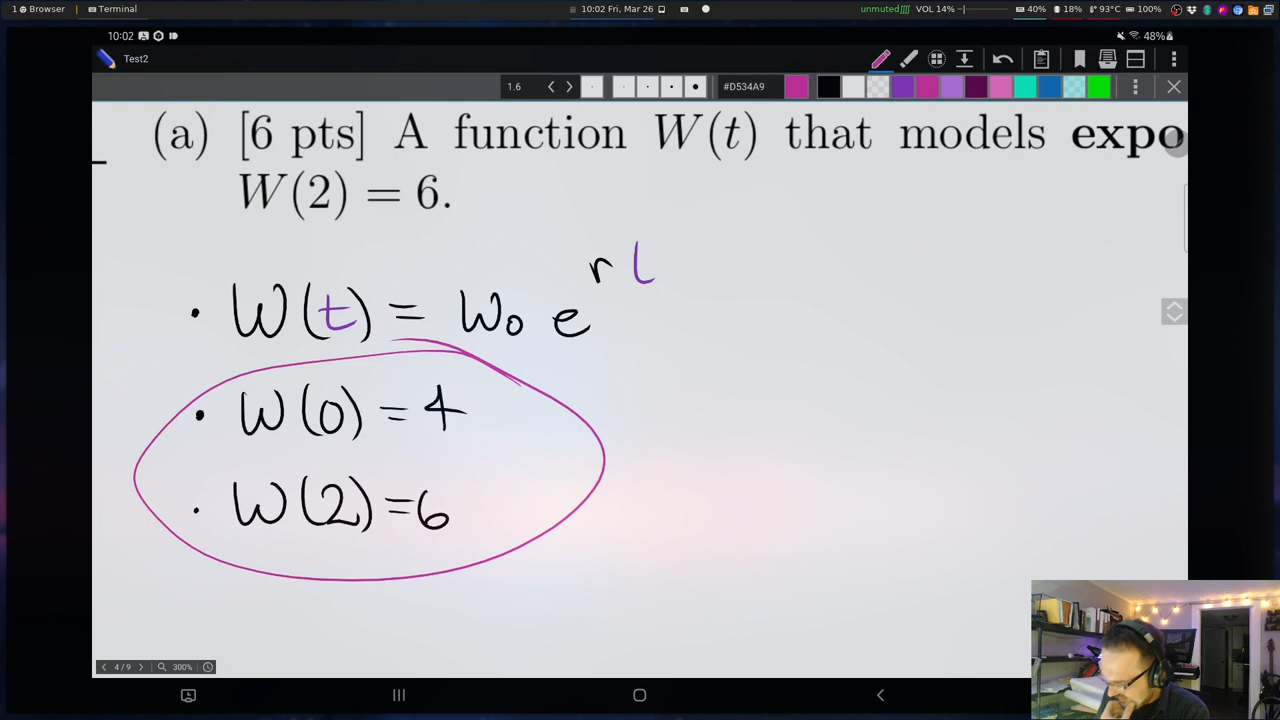 1 Browser Terminal 10:02 Fri, Mar 26 unmuted VOL 14% 40% 18% 93°C 100%
10:02 48%
Test2
1.6 #D534A9
(a) [6 pts] A function W(t) that models expo
W(2) = 6.
• W(t) = W₀ e^r
• W(0) = 4
• W(2) = 6
4/9 300%